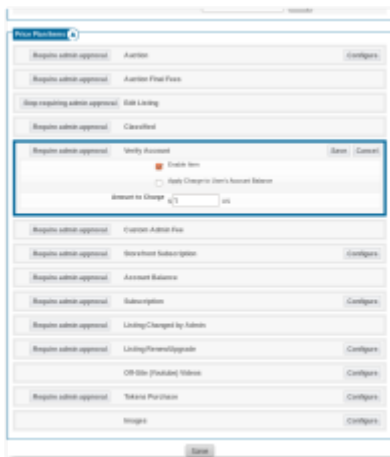 Price Plan Items
Require admin approval Auction Configure
Require admin approval Auction Final Fees
Stop requiring admin approval Edit Listing
Require admin approval Classified
Require admin approval Verify Account Save Cancel
Enable Item
Apply Charge to User's Account Balance
Amount to Charge $
Require admin approval Custom Admin Fee
Require admin approval Storefront Subscription Configure
Require admin approval Account Balance
Require admin approval Subscription Configure
Require admin approval Listing Changed by Admin
Require admin approval Listing Renew/Upgrade Configure
Off-Site (Youtube) Videos Configure
Require admin approval Tokens Purchase Configure
Images Configure
Save